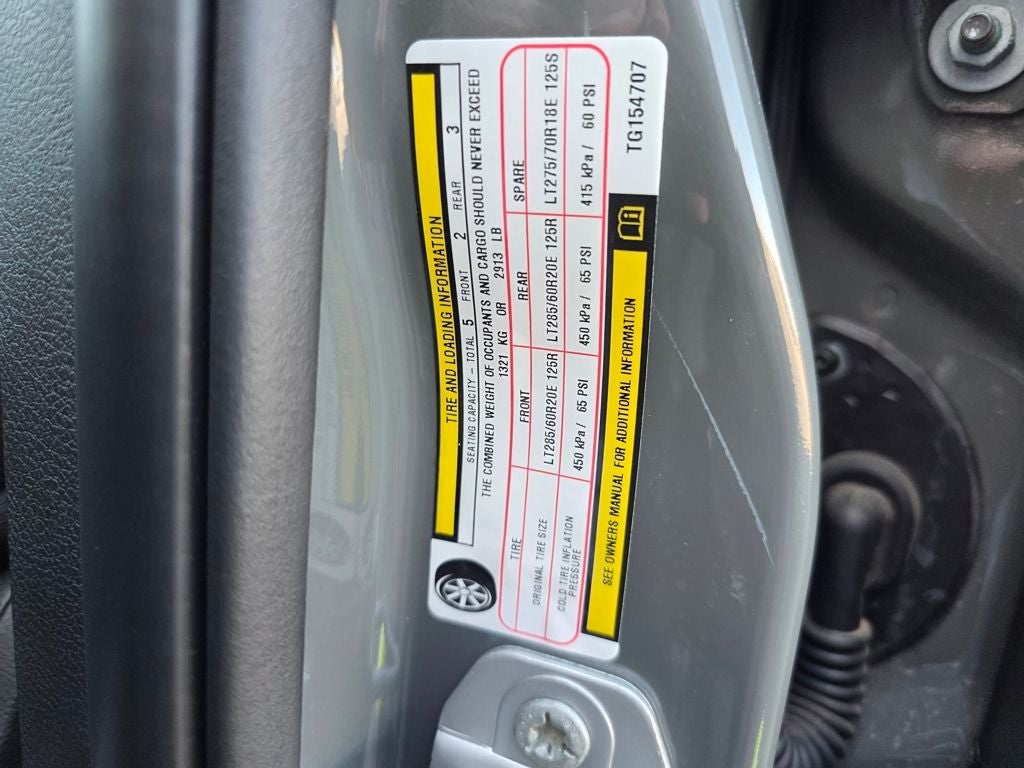 TIRE AND LOADING INFORMATION
SEATING CAPACITY – TOTAL 5 FRONT 2 REAR 3
THE COMBINED WEIGHT OF OCCUPANTS AND CARGO SHOULD NEVER EXCEED
1321 KG OR 2913 LB
TIRE FRONT REAR SPARE
ORIGINAL TIRE SIZE LT285/60R20E 125R LT285/60R20E 125R LT275/70R18E 125S
COLD TIRE INFLATION PRESSURE 450 kPa / 65 PSI 450 kPa / 65 PSI 415 kPa / 60 PSI
SEE OWNERS MANUAL FOR ADDITIONAL INFORMATION
TG154707